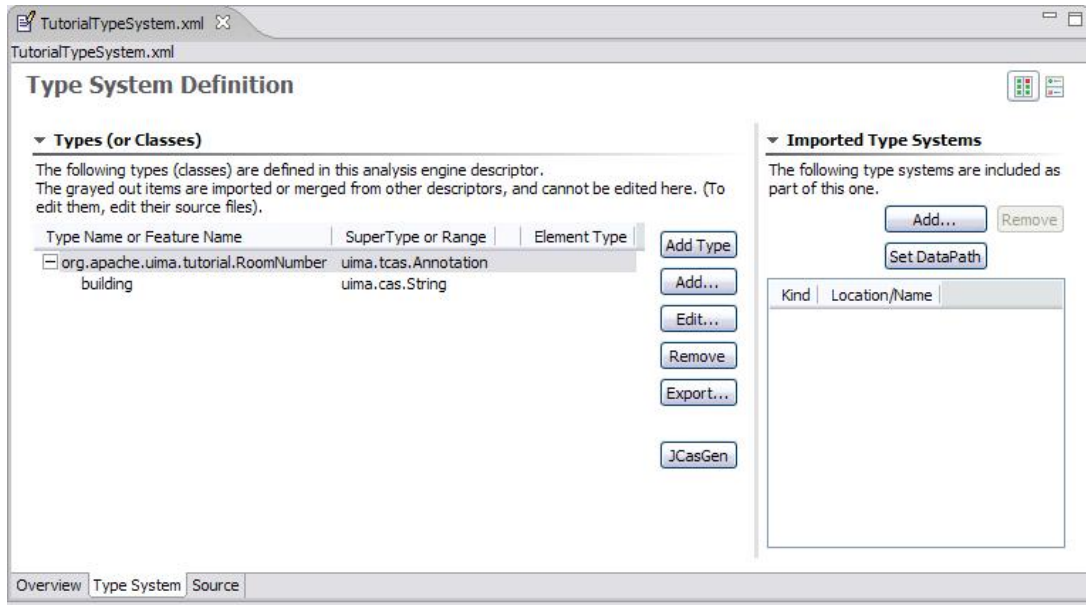 TutorialTypeSystem.xml
TutorialTypeSystem.xml
Type System Definition
Types (or Classes)
The following types (classes) are defined in this analysis engine descriptor.
The grayed out items are imported or merged from other descriptors, and cannot be edited here. (To
edit them, edit their source files).
Type Name or Feature Name SuperType or Range Element Type
org.apache.uima.tutorial.RoomNumber uima.tcas.Annotation
building uima.cas.String
Add Type
Add...
Edit...
Remove
Export...
JCasGen
Imported Type Systems
The following type systems are included as
part of this one.
Add... Remove
Set DataPath
Kind Location/Name
Overview Type System Source